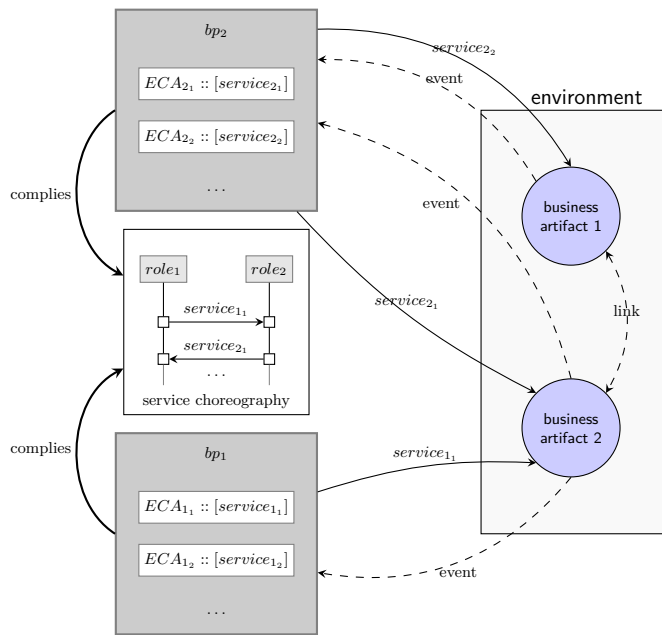 bp₂
ECA₂₁ :: [service₂₁]
ECA₂₂ :: [service₂₂]
...
service₂₂
event
environment
business
artifact 1
event
complies
role₁
role₂
service₁₁
service₂₁
...
service choreography
service₂₁
link
business
artifact 2
complies
bp₁
ECA₁₁ :: [service₁₁]
ECA₁₂ :: [service₁₂]
...
service₁₁
event